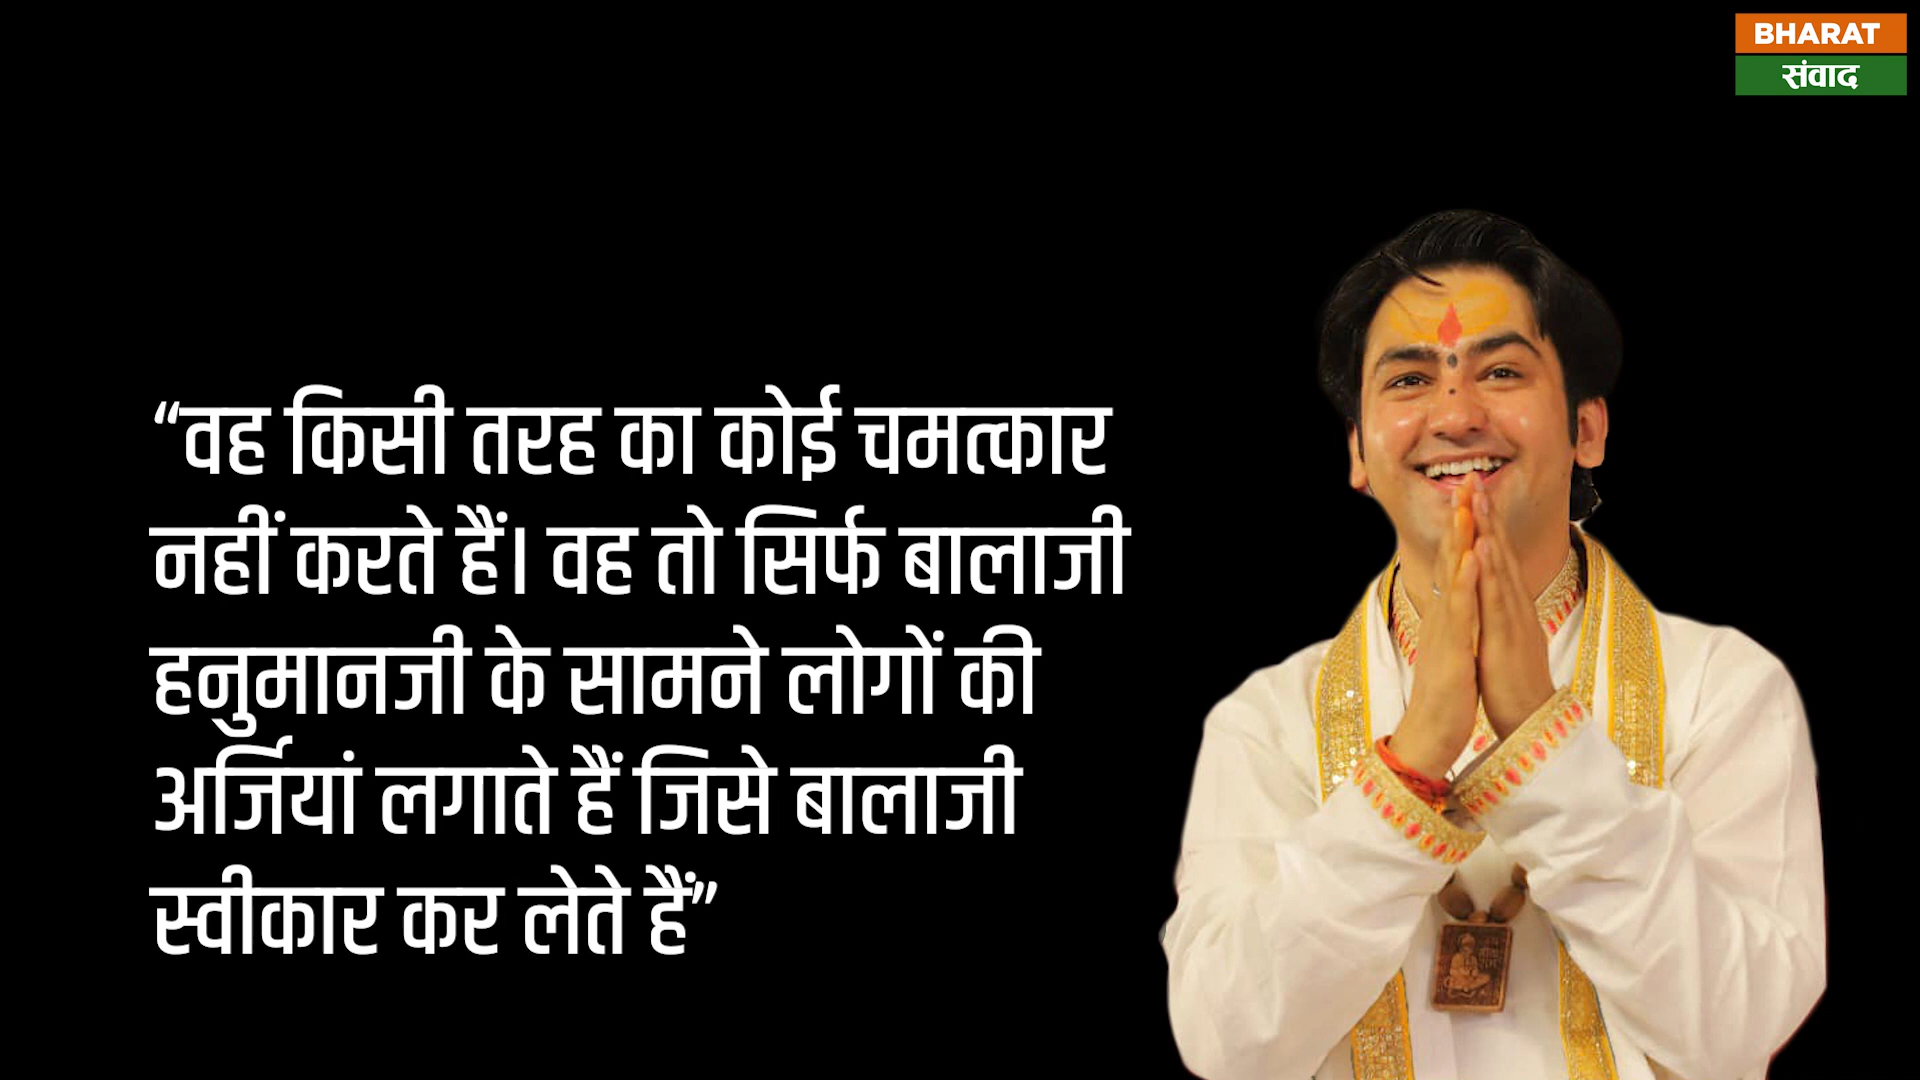 BHARAT
संवाद
“वह किसी तरह का कोई चमत्कार
नहीं करते हैं। वह तो सिर्फ बालाजी
हनुमानजी के सामने लोगों की
अर्जियां लगाते हैं जिसे बालाजी
स्वीकार कर लेते हैं”